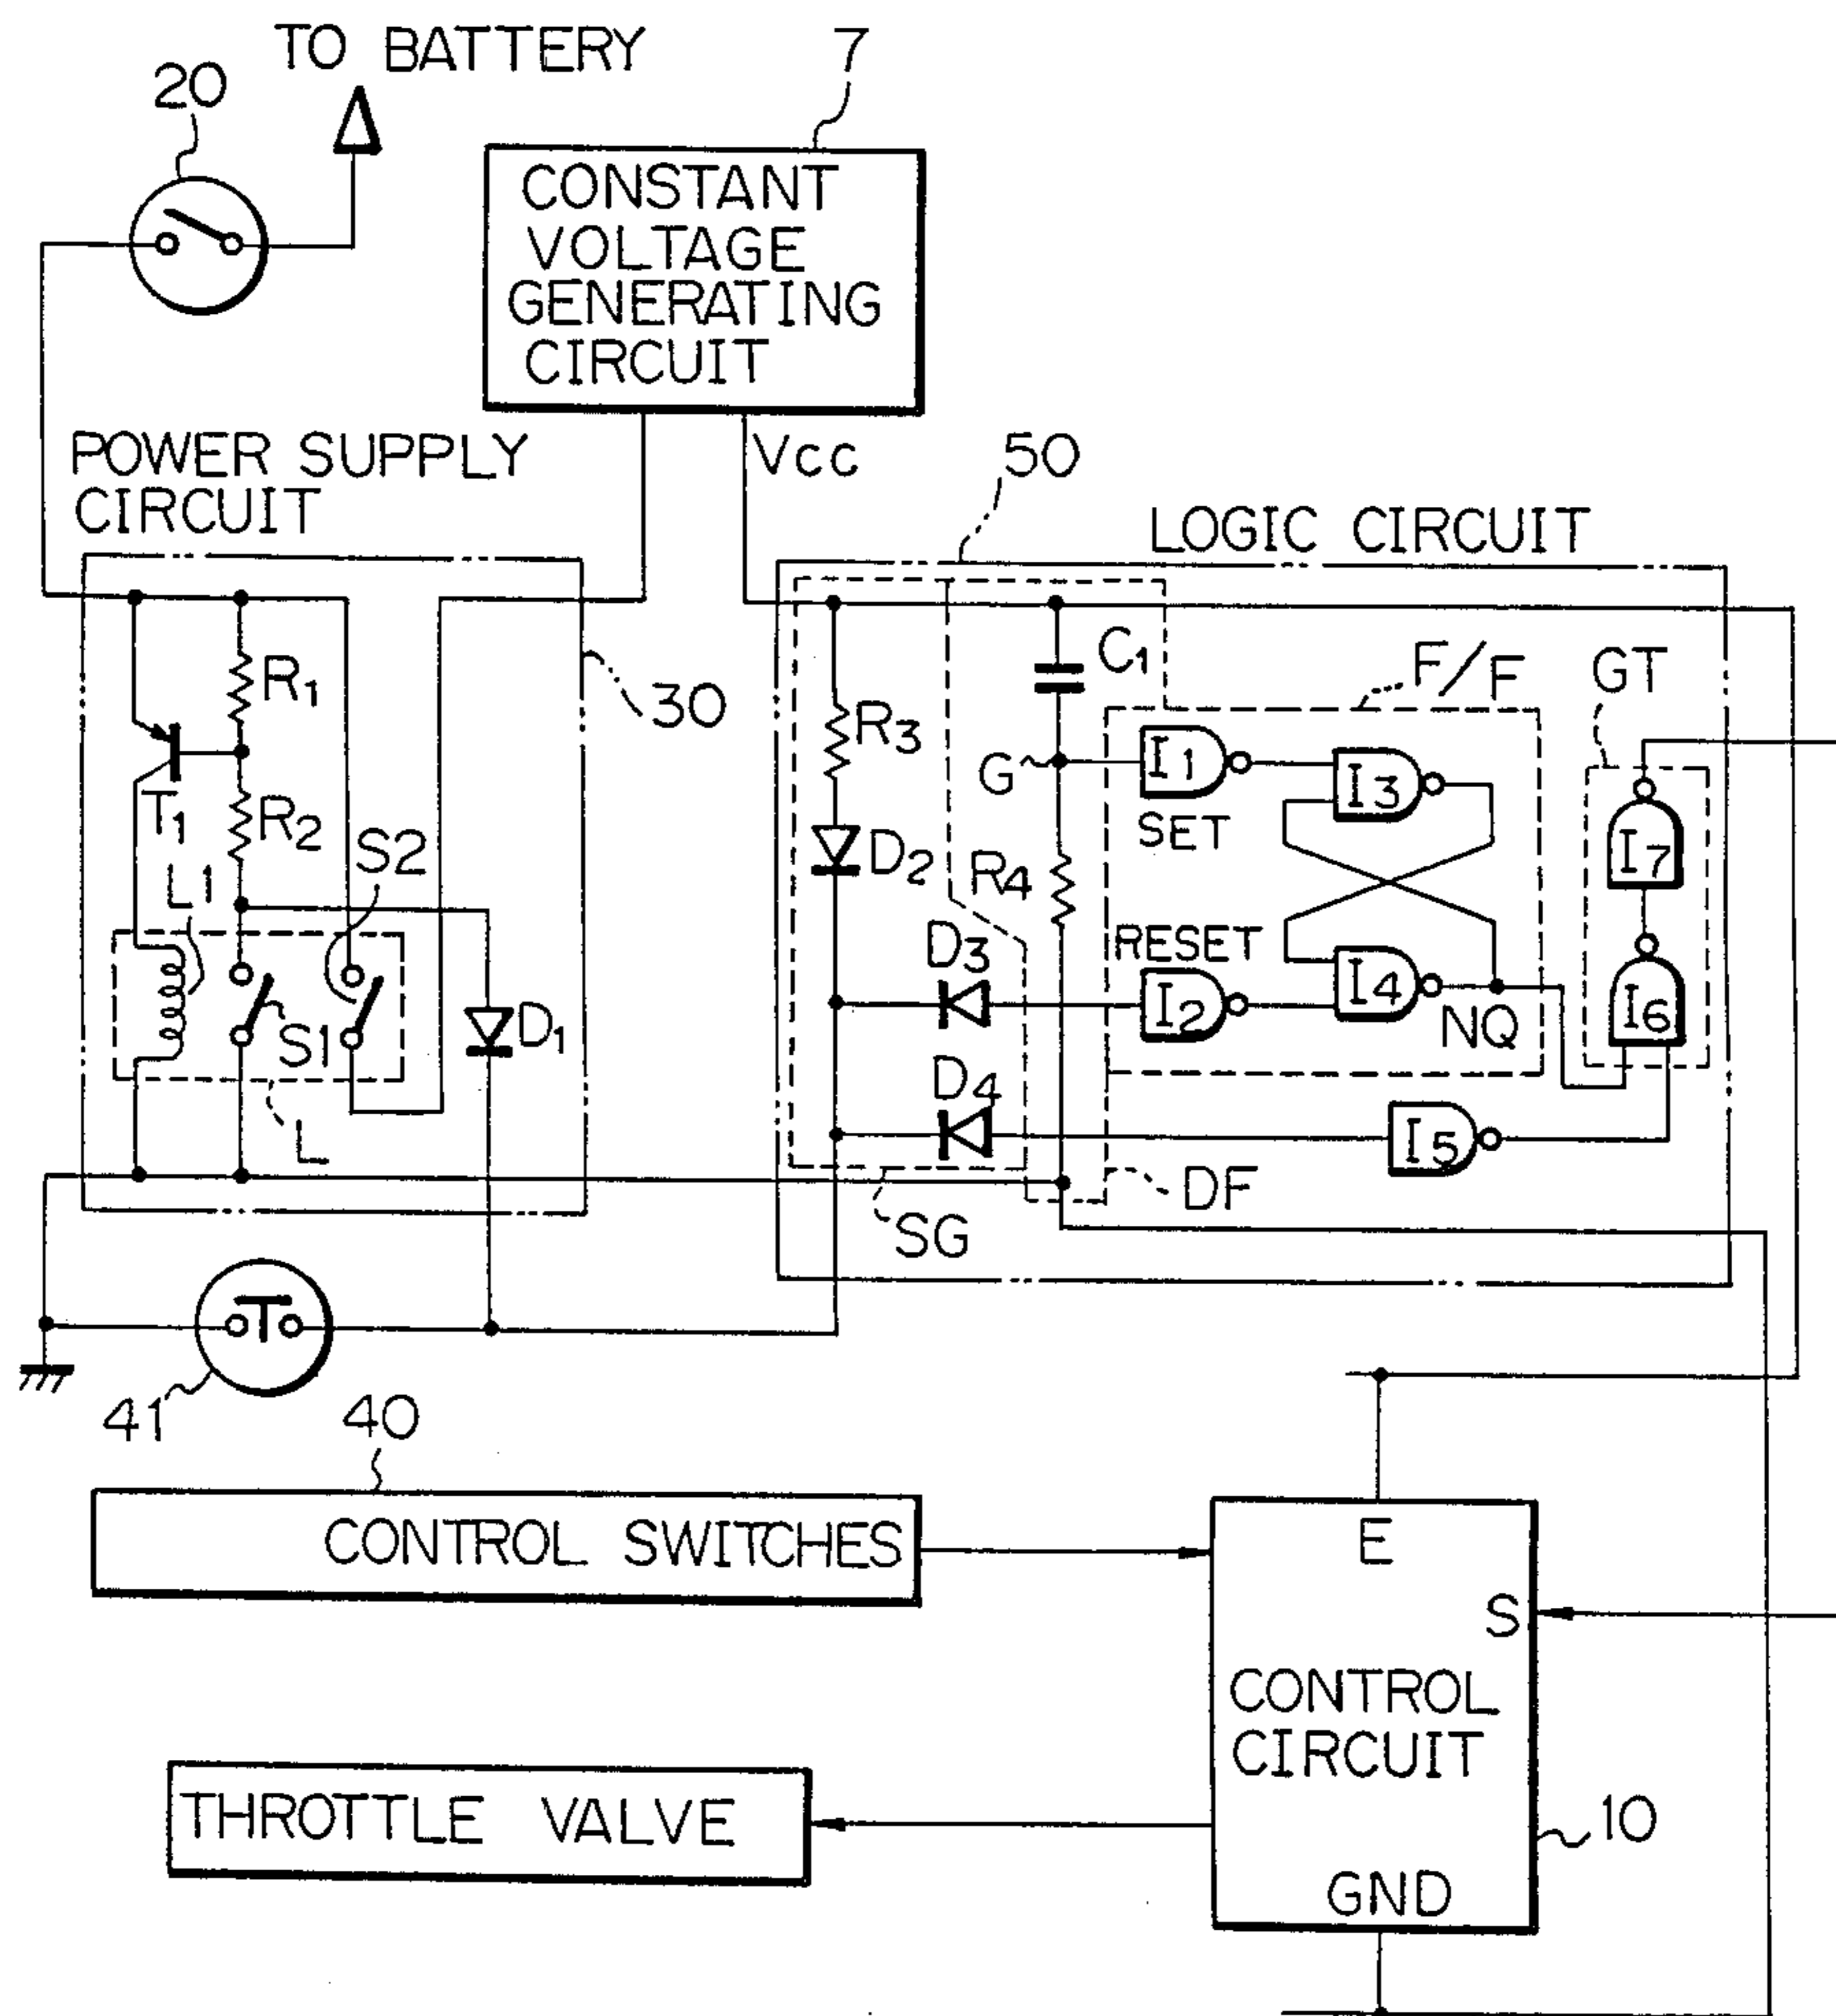 TO BATTERY
20
7
CONSTANT
VOLTAGE
GENERATING
CIRCUIT
POWER SUPPLY
CIRCUIT
Vcc
50
LOGIC CIRCUIT
R1
30
T1
R2
L1
S2
S1
D1
L
R3
C1
F/F
GT
G
I1
SET
I3
I7
D2
R4
D3
RESET
I2
I4
NQ
I6
D4
I5
DF
SG
41
40
CONTROL SWITCHES
E
S
CONTROL
CIRCUIT
THROTTLE VALVE
10
GND